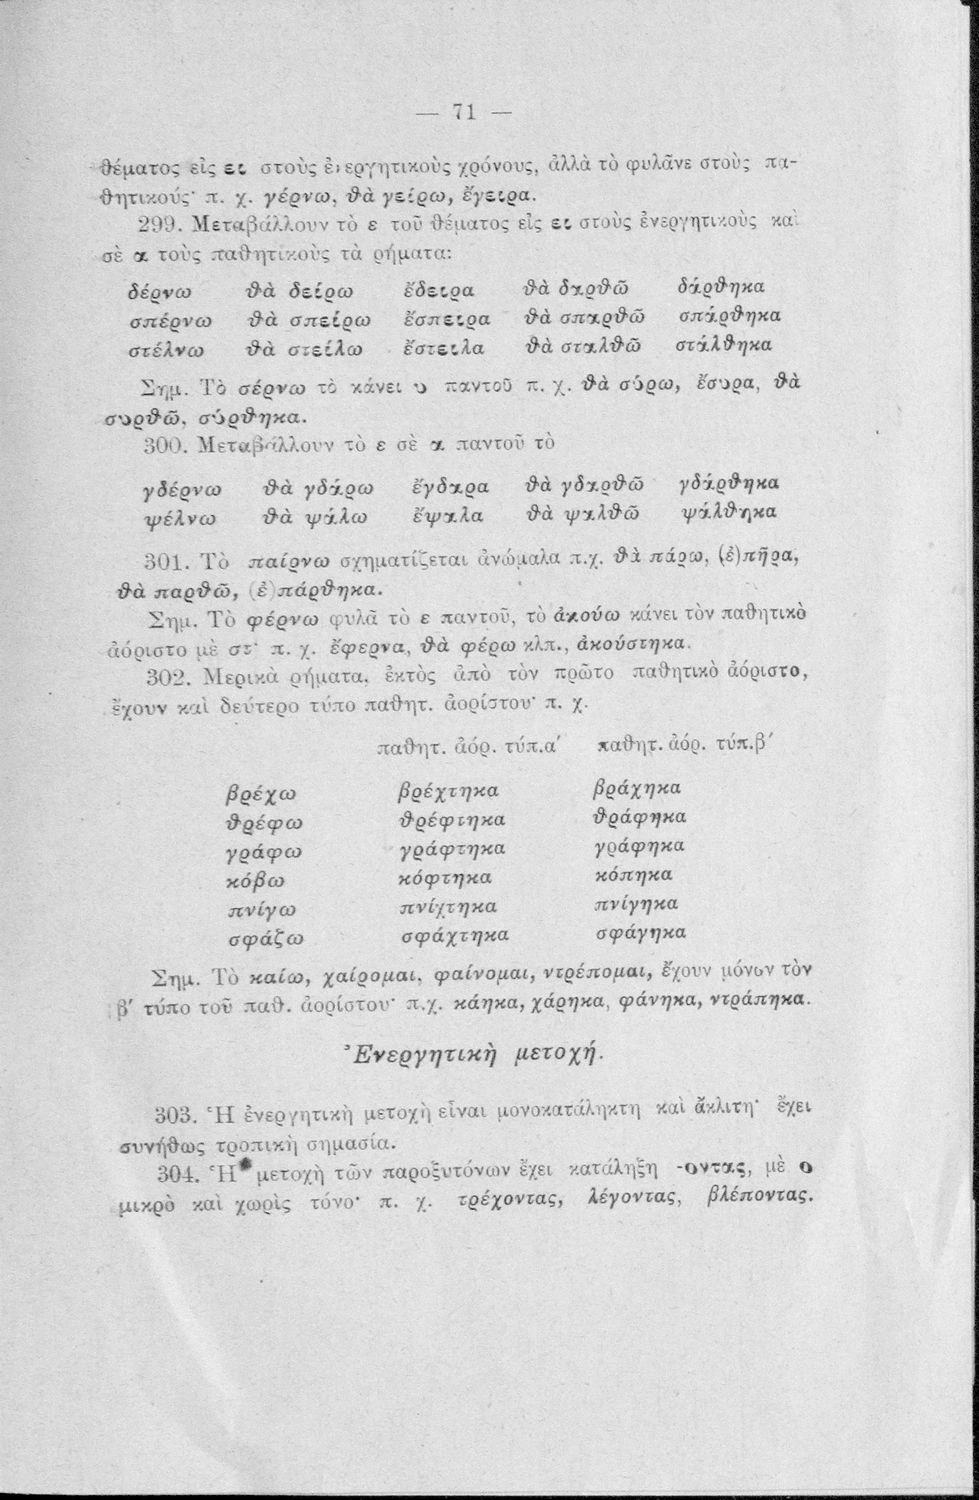 — 71 —
θέματος εἰς ει στοὺς ἐνεργητικοὺς χρόνους, ἀλλὰ τὸ φυλᾶνε στοὺς πα-
θητικούς· π. χ. γέρνω, θὰ γείρω, ἔγειρα.
299. Μεταβάλλουν τὸ ε τοῦ θέματος εἰς ει στοὺς ἐνεργητικοὺς καὶ
σὲ α τοὺς παθητικοὺς τὰ ρήματα:
δέρνω θὰ δείρω ἔδειρα θὰ δαρθῶ δάρθηκα
σπέρνω θὰ σπείρω ἔσπειρα θὰ σπαρθῶ σπάρθηκα
στέλνω θὰ στείλω ἔστειλα θὰ σταλθῶ στάλθηκα
Σημ. Τὸ σέρνω τὸ κάνει υ παντοῦ π. χ. θὰ σύρω, ἔσυρα, θὰ
συρθῶ, σύρθηκα.
300. Μεταβάλλουν τὸ ε σὲ α παντοῦ τὸ
γδέρνω θὰ γδάρω ἔγδαρα θὰ γδαρθῶ γδάρθηκα
ψέλνω θὰ ψάλω ἔψαλα θὰ ψαλθῶ ψάλθηκα
301. Τὸ παίρνω σχηματίζεται ἀνώμαλα π.χ. θὰ πάρω, (ἐ)πῆρα,
θὰ παρθῶ, (ἐ)πάρθηκα.
Σημ. Τὸ φέρνω φυλᾶ τὸ ε παντοῦ, τὸ ἀκούω κάνει τὸν παθητικὸ
ἀόριστο μὲ στ· π. χ. ἔφερνα, θὰ φέρω κλπ., ἀκούστηκα.
302. Μερικὰ ρήματα, ἐκτὸς ἀπὸ τὸν πρῶτο παθητικὸ ἀόριστο,
ἔχουν καὶ δεύτερο τύπο παθητ. ἀορίστου· π. χ.
παθητ. ἀόρ. τύπ.α′ παθητ. ἀόρ. τύπ.β′
βρέχω βρέχτηκα βράχηκα
θρέφω θρέφτηκα θράφηκα
γράφω γράφτηκα γράφηκα
κόβω κόφτηκα κόπηκα
πνίγω πνίχτηκα πνίγηκα
σφάζω σφάχτηκα σφάγηκα
Σημ. Τὸ καίω, χαίρομαι, φαίνομαι, ντρέπομαι, ἔχουν μόνον τὸν
β′ τύπο τοῦ παθ. ἀορίστου· π.χ. κάηκα, χάρηκα, φάνηκα, ντράπηκα.
Ἐνεργητικὴ μετοχή.
303. Ἡ ἐνεργητικὴ μετοχὴ εἶναι μονοκατάληκτη καὶ ἄκλιτη· ἔχει
συνήθως τροπικὴ σημασία.
304. Ἡ μετοχὴ τῶν παροξυτόνων ἔχει κατάληξη -οντας, μὲ ο
μικρὸ καὶ χωρὶς τόνο· π. χ. τρέχοντας, λέγοντας, βλέποντας.